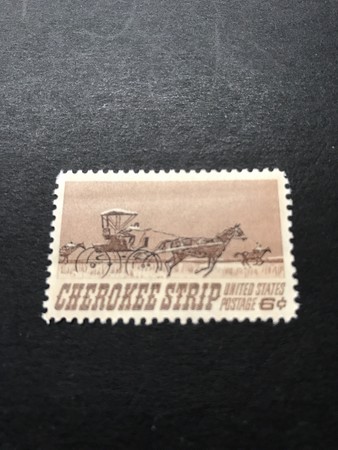 CHEROKEE STRIP
UNITED STATES
POSTAGE 6¢